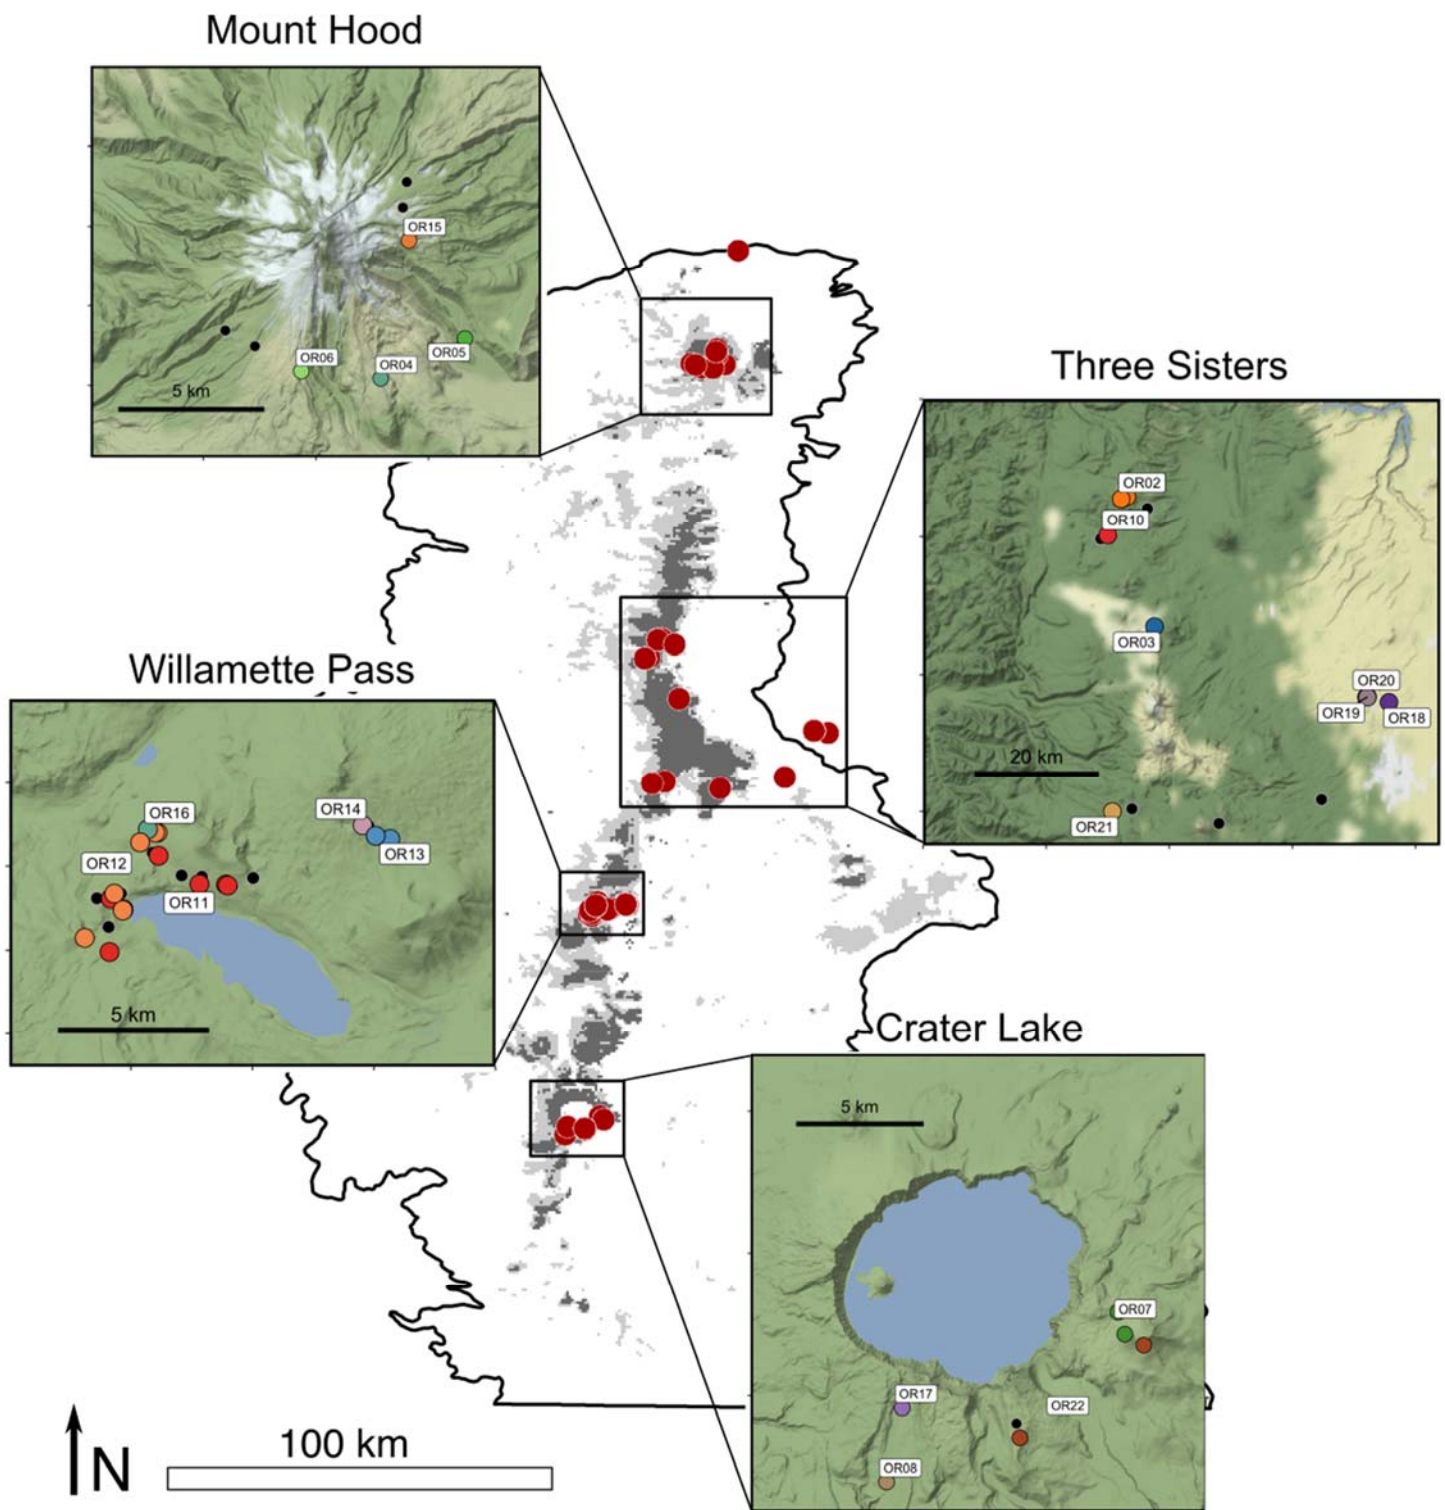 Mount Hood
OR15
OR06
OR04
OR05
5 km
Three Sisters
OR02
OR10
OR03
OR20
OR19
OR18
20 km
OR21
Willamette Pass
OR16
OR14
OR12
OR13
OR11
5 km
Crater Lake
5 km
OR07
OR17
OR22
OR08
N
100 km